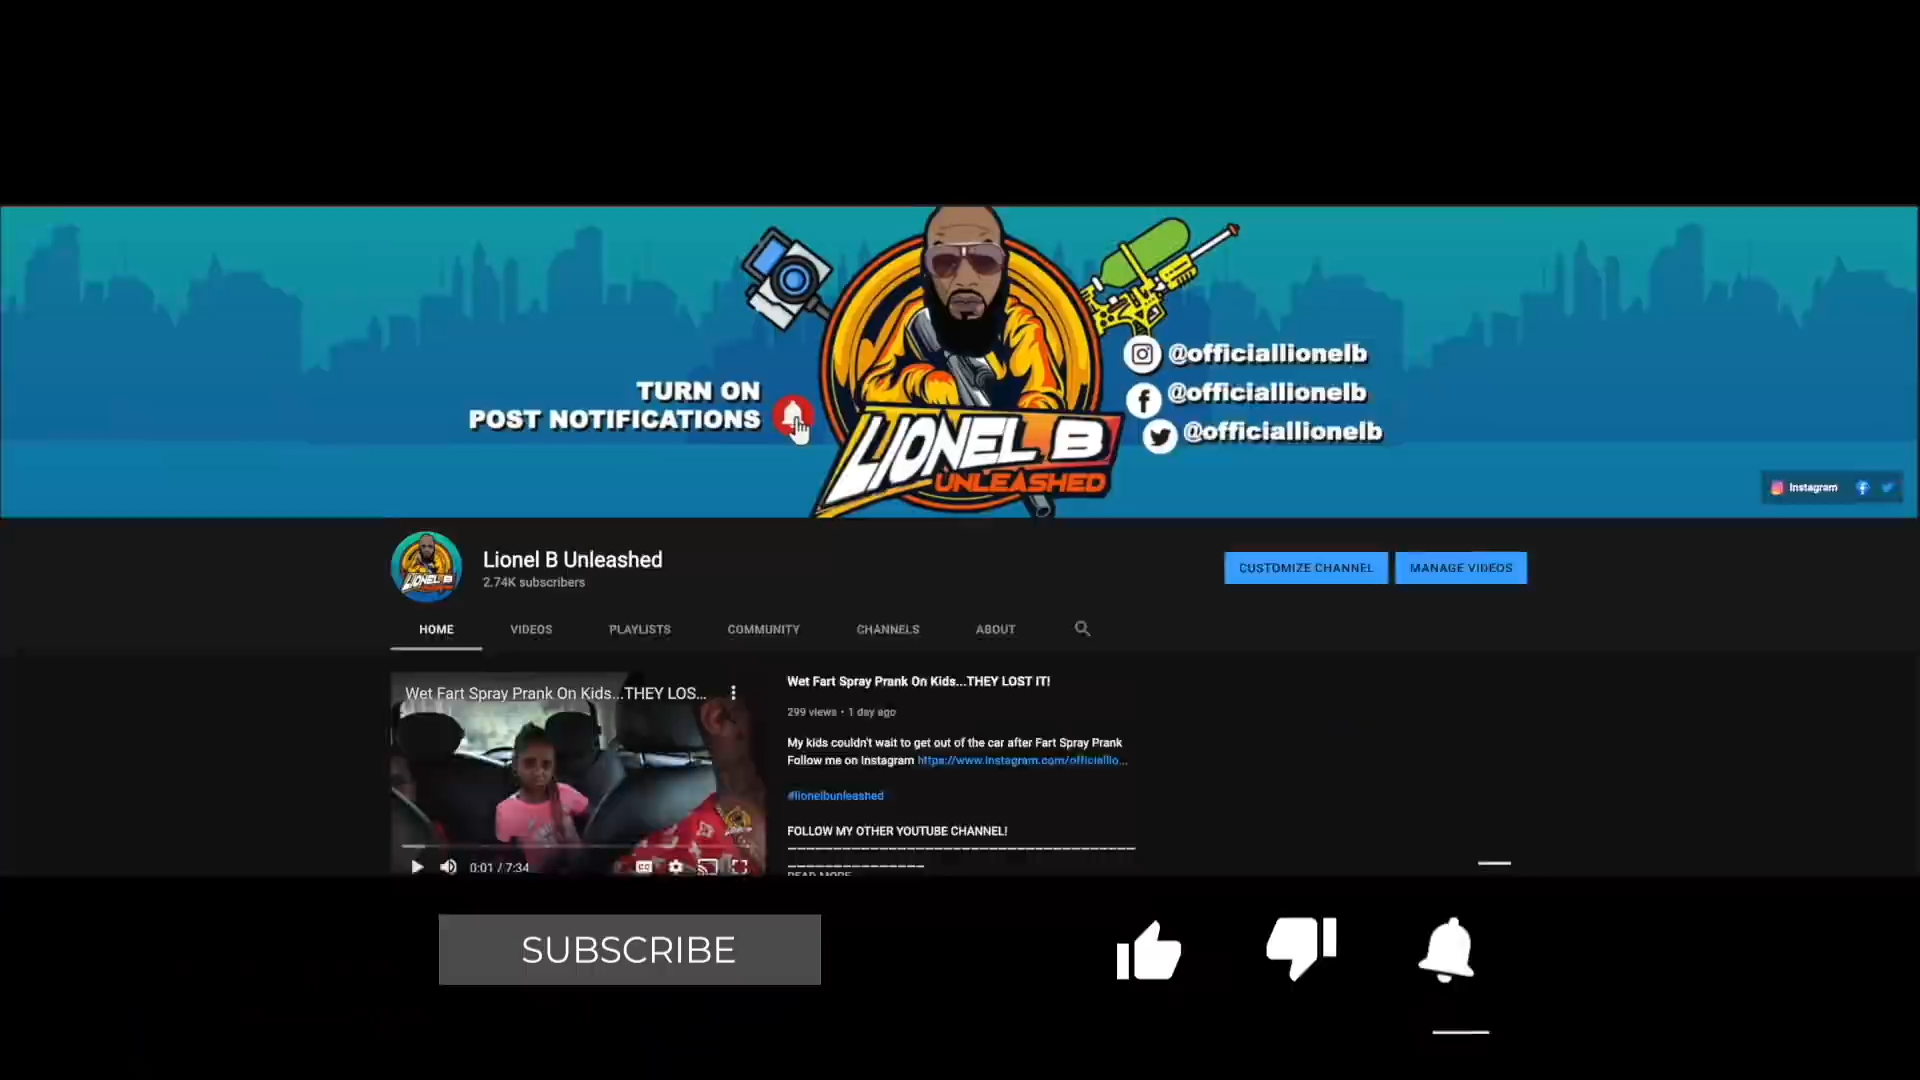 TURN ON
POST NOTIFICATIONS
@officiallionelb
@officiallionelb
@officiallionelb
LIONEL B
UNLEASHED
Instagram
LIONEL B
Lionel B Unleashed
2.74K subscribers
CUSTOMIZE CHANNEL
MANAGE VIDEOS
HOME VIDEOS PLAYLISTS COMMUNITY CHANNELS ABOUT
Wet Fart Spray Prank On Kids...THEY LOS...
0:01 / 7:34
Wet Fart Spray Prank On Kids...THEY LOST IT!
299 views • 1 day ago
My kids couldn't wait to get out of the car after Fart Spray Prank
Follow me on Instagram https://www.instagram.com/officiallio...
#lionelbunleashed
FOLLOW MY OTHER YOUTUBE CHANNEL!
READ MORE
SUBSCRIBE